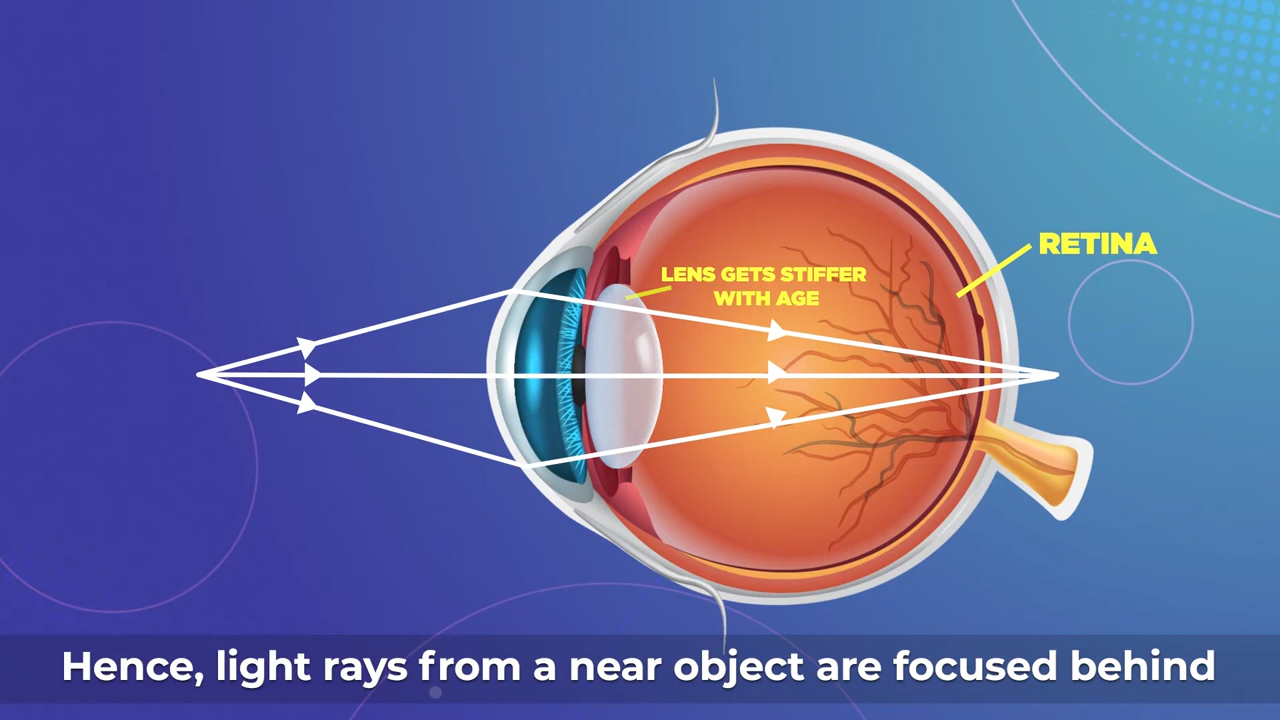 RETINA
LENS GETS STIFFER
WITH AGE
Hence, light rays from a near object are focused behind